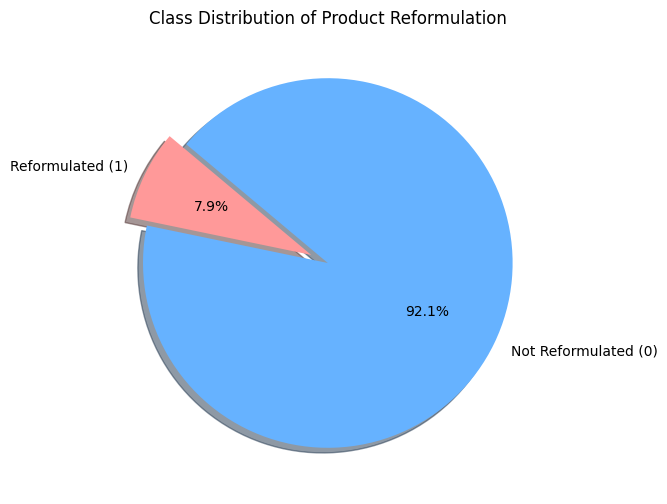 Class Distribution of Product Reformulation
Reformulated (1)
7.9%
92.1%
Not Reformulated (0)